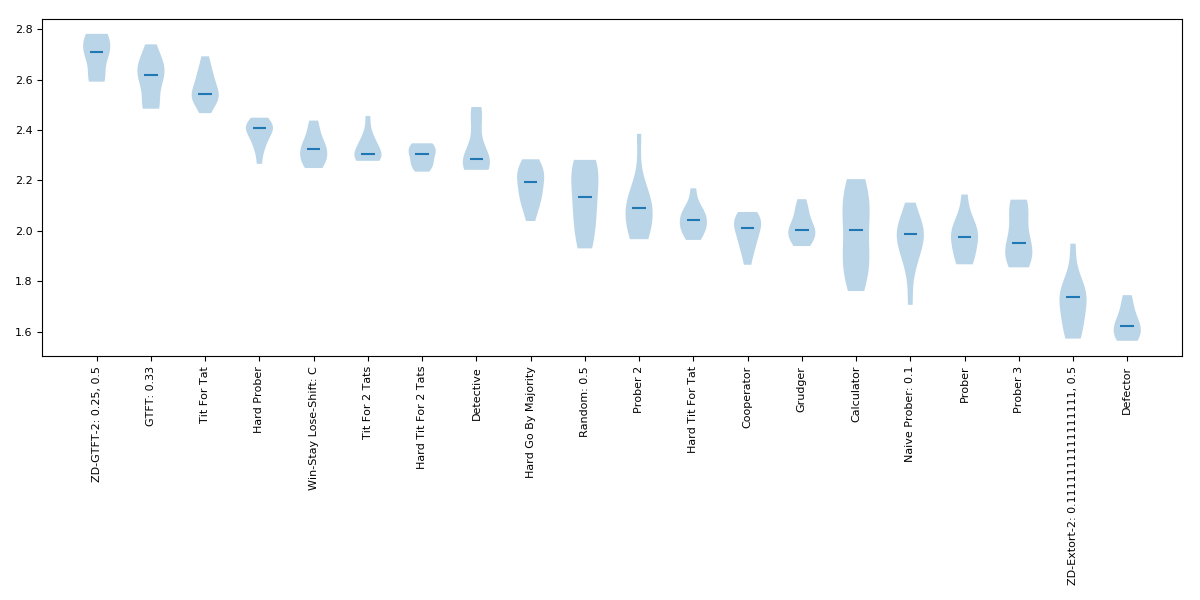 2.8
2.6
2.4
2.2
2.0
1.8
1.6
ZD-GTFT-2: 0.25, 0.5
GTFT: 0.33
Tit For Tat
Hard Prober
Win-Stay Lose-Shift: C
Tit For 2 Tats
Hard Tit For 2 Tats
Detective
Hard Go By Majority
Random: 0.5
Prober 2
Hard Tit For Tat
Cooperator
Grudger
Calculator
Naive Prober: 0.1
Prober
Prober 3
ZD-Extort-2: 0.1111111111111111, 0.5
Defector